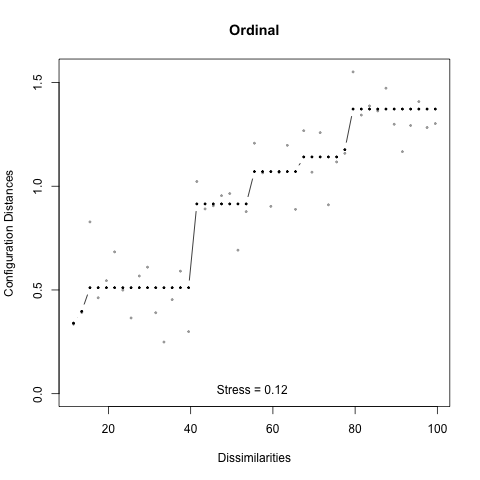 Ordinal
Configuration Distances
1.5
1.0
0.5
0.0
Stress = 0.12
20 40 60 80 100
Dissimilarities